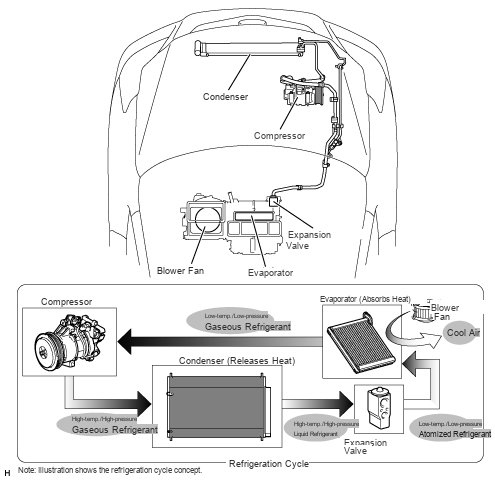 Condenser
Compressor
Expansion
Valve
Blower Fan
Evaporator
Compressor
Evaporator (Absorbs Heat)
Blower
Fan
Low-temp./Low-pressure
Gaseous Refrigerant
Cool Air
Condenser (Releases Heat)
High-temp./High-pressure
Gaseous Refrigerant
High-temp./High-pressure
Liquid Refrigerant
Low-temp./Low-pressure
Atomized Refrigerant
Expansion
Valve
Refrigeration Cycle
H Note: Illustration shows the refrigeration cycle concept.